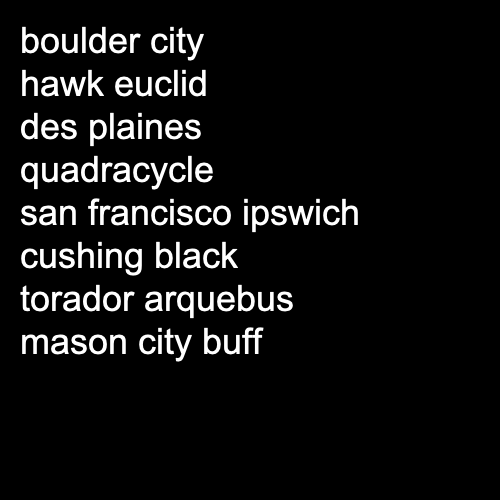 boulder city
hawk euclid
des plaines
quadracycle
san francisco ipswich
cushing black
torador arquebus
mason city buff